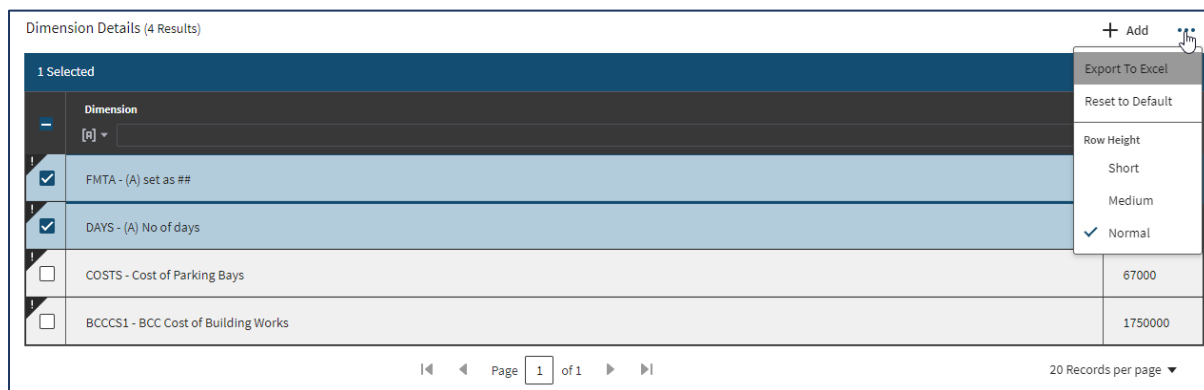 Dimension Details (4 Results)
+ Add
1 Selected
Export To Excel
Reset to Default
Row Height
Short
Medium
Normal
Dimension
[A]
! FMTA - (A) set as ##
! DAYS - (A) No of days
! COSTS - Cost of Parking Bays 67000
! BCCCS1 - BCC Cost of Building Works 1750000
Page 1 of 1
20 Records per page